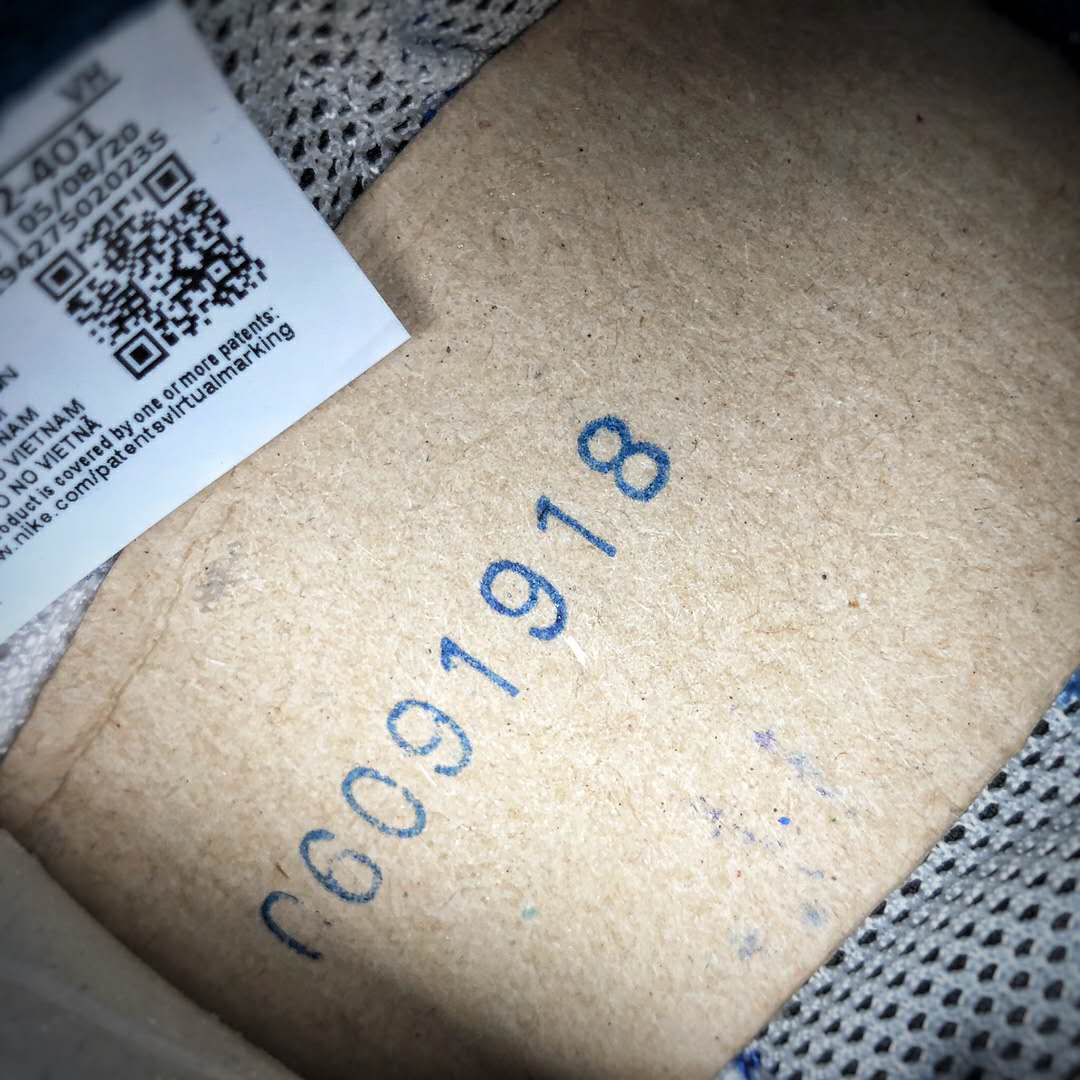 VH
2-401
05/08/20
194275020235
NAM
O VIETNAM
O NO VIETNÃ
oduct is covered by one or more patents:
w.nike.com/patentsvirtualmarking
6091918